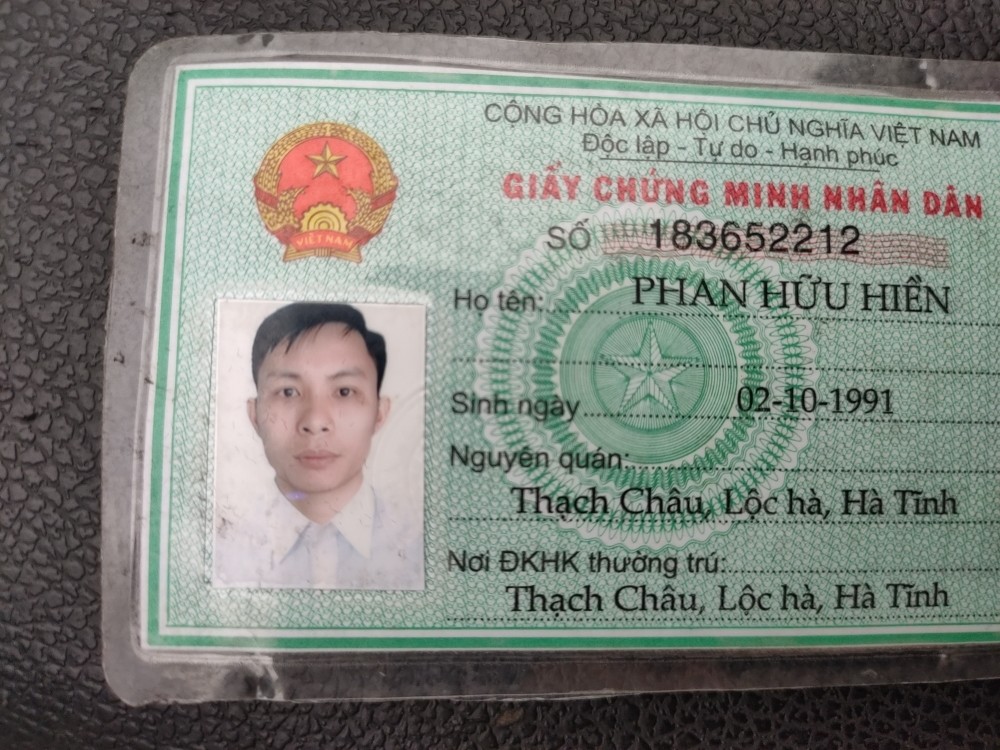 CỘNG HÒA XÃ HỘI CHỦ NGHĨA VIỆT NAM
Độc lập - Tự do - Hạnh phúc
GIẤY CHỨNG MINH NHÂN DÂN
SỐ 183652212
VIỆT NAM
Họ tên: PHAN HỮU HIỀN
Sinh ngày 02-10-1991
Nguyên quán:
Thạch Châu, Lộc hà, Hà Tĩnh
Nơi ĐKHK thường trú:
Thạch Châu, Lộc hà, Hà Tĩnh